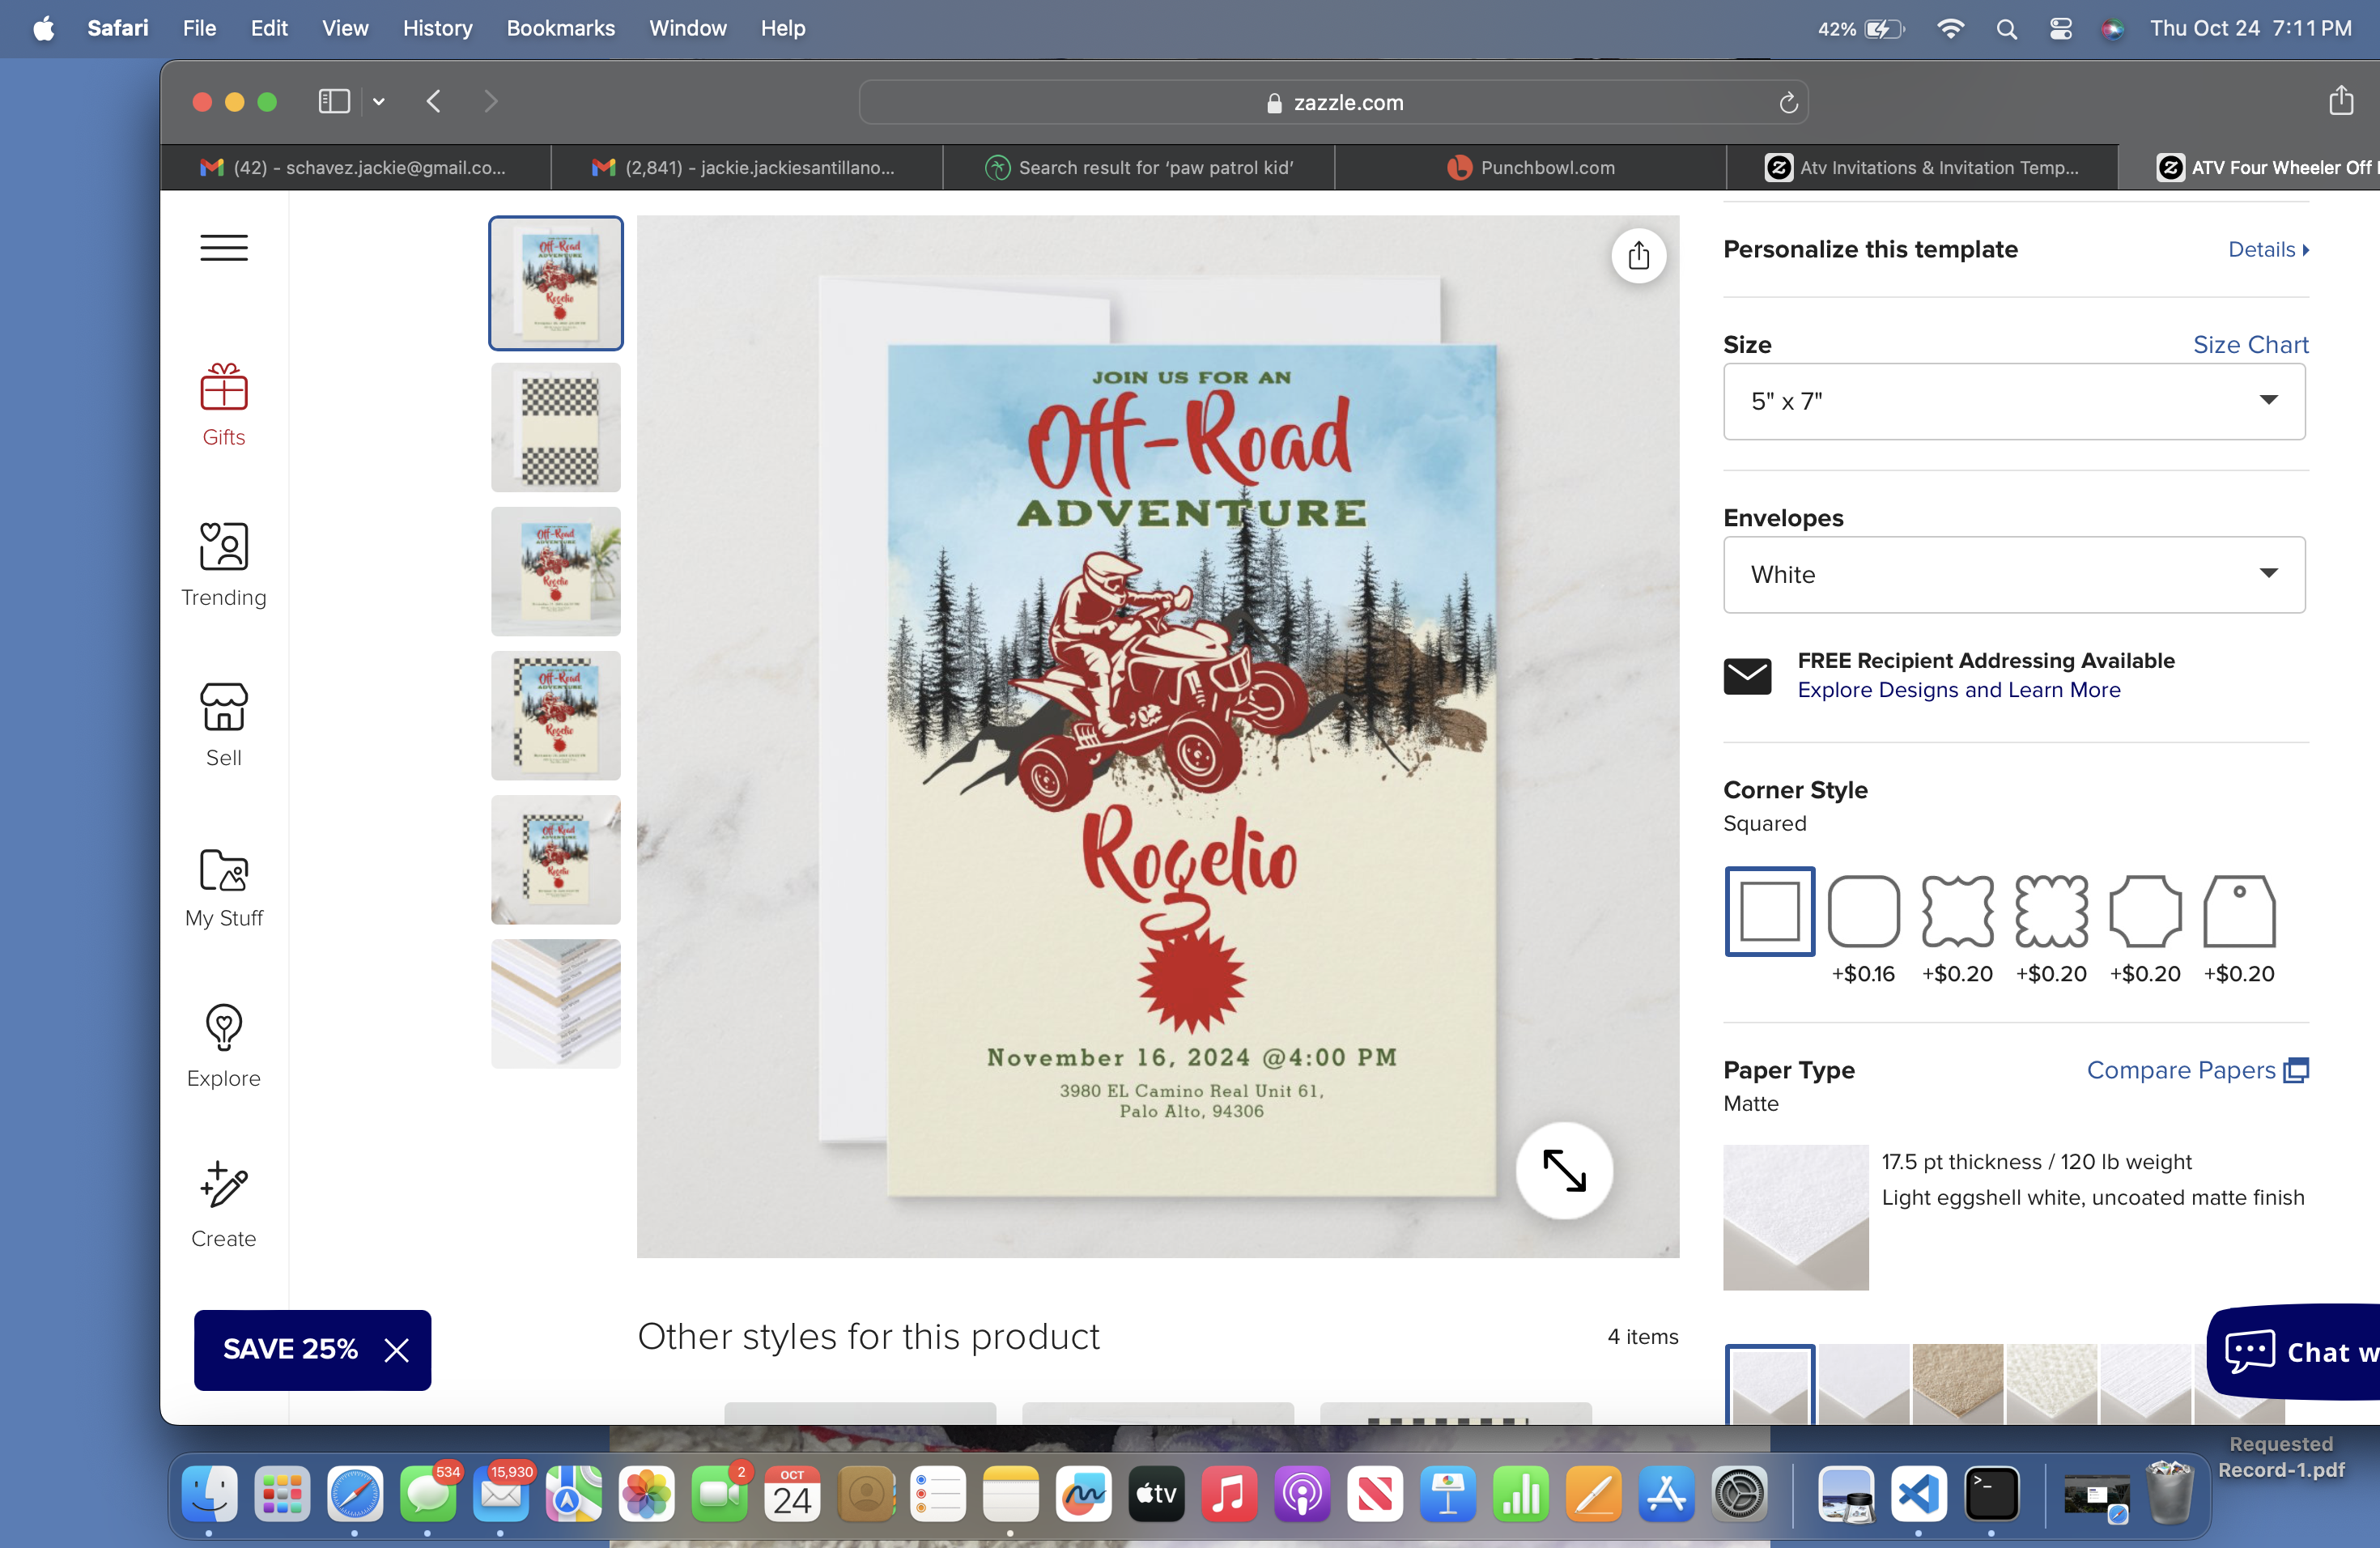 Safari File Edit View History Bookmarks Window Help 42% Thu Oct 24 7:11 PM
zazzle.com
(42) - schavez.jackie@gmail.co...
(2,841) - jackie.jackiesantillano...
Search result for ‘paw patrol kid’
Punchbowl.com
Atv Invitations & Invitation Temp...
ATV Four Wheeler Off
Gifts
Trending
Sell
My Stuff
Explore
Create
SAVE 25%
JOIN US FOR AN
Off-Road
ADVENTURE
Rogelio
November 16, 2024 @4:00 PM
3980 EL Camino Real Unit 61,
Palo Alto, 94306
Other styles for this product
4 items
Personalize this template
Details
Size
Size Chart
5" x 7"
Envelopes
White
FREE Recipient Addressing Available
Explore Designs and Learn More
Corner Style
Squared
+$0.16 +$0.20 +$0.20 +$0.20 +$0.20
Paper Type
Compare Papers
Matte
17.5 pt thickness / 120 lb weight
Light eggshell white, uncoated matte finish
Chat w
Requested
Record-1.pdf
534
15,930
2
OCT
24
tv